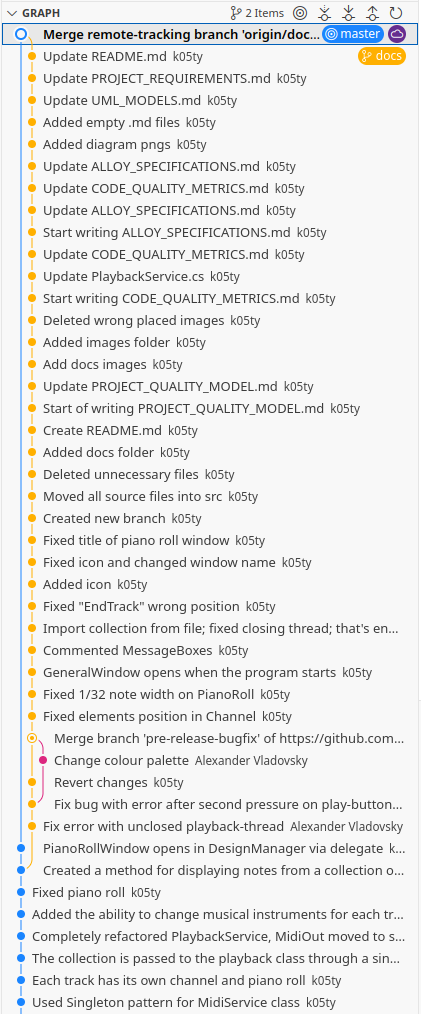 GRAPH 2 Items
Merge remote-tracking branch 'origin/doc... master
Update README.md k05ty docs
Update PROJECT_REQUIREMENTS.md k05ty
Update UML_MODELS.md k05ty
Added empty .md files k05ty
Added diagram pngs k05ty
Update ALLOY_SPECIFICATIONS.md k05ty
Update CODE_QUALITY_METRICS.md k05ty
Update ALLOY_SPECIFICATIONS.md k05ty
Start writing ALLOY_SPECIFICATIONS.md k05ty
Update CODE_QUALITY_METRICS.md k05ty
Update PlaybackService.cs k05ty
Start writing CODE_QUALITY_METRICS.md k05ty
Deleted wrong placed images k05ty
Added images folder k05ty
Add docs images k05ty
Update PROJECT_QUALITY_MODEL.md k05ty
Start of writing PROJECT_QUALITY_MODEL.md k05ty
Create README.md k05ty
Added docs folder k05ty
Deleted unnecessary files k05ty
Moved all source files into src k05ty
Created new branch k05ty
Fixed title of piano roll window k05ty
Fixed icon and changed window name k05ty
Added icon k05ty
Fixed "EndTrack" wrong position k05ty
Import collection from file; fixed closing thread; that's en...
Commented MessageBoxes k05ty
GeneralWindow opens when the program starts k05ty
Fixed 1/32 note width on PianoRoll k05ty
Fixed elements position in Channel k05ty
Merge branch 'pre-release-bugfix' of https://github.com...
Change colour palette Alexander Vladovsky
Revert changes k05ty
Fix bug with error after second pressure on play-button...
Fix error with unclosed playback-thread Alexander Vladovsky
PianoRollWindow opens in DesignManager via delegate k...
Created a method for displaying notes from a collection o...
Fixed piano roll k05ty
Added the ability to change musical instruments for each tr...
Completely refactored PlaybackService, MidiOut moved to s...
The collection is passed to the playback class through a sin...
Each track has its own channel and piano roll k05ty
Used Singleton pattern for MidiService class k05ty